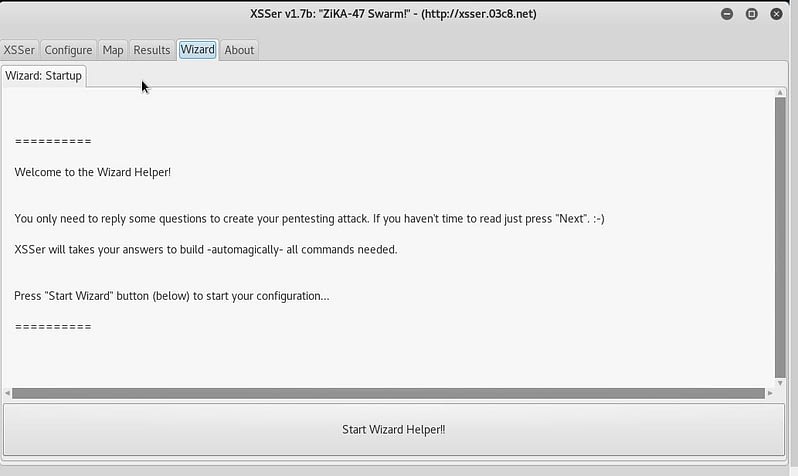 XSSer v1.7b: "ZiKA-47 Swarm!" - (http://xsser.03c8.net)
XSSer Configure Map Results Wizard About
Wizard: Startup
==========
Welcome to the Wizard Helper!
You only need to reply some questions to create your pentesting attack. If you haven't time to read just press "Next". :-)
XSSer will takes your answers to build -automagically- all commands needed.
Press "Start Wizard" button (below) to start your configuration...
==========
Start Wizard Helper!!